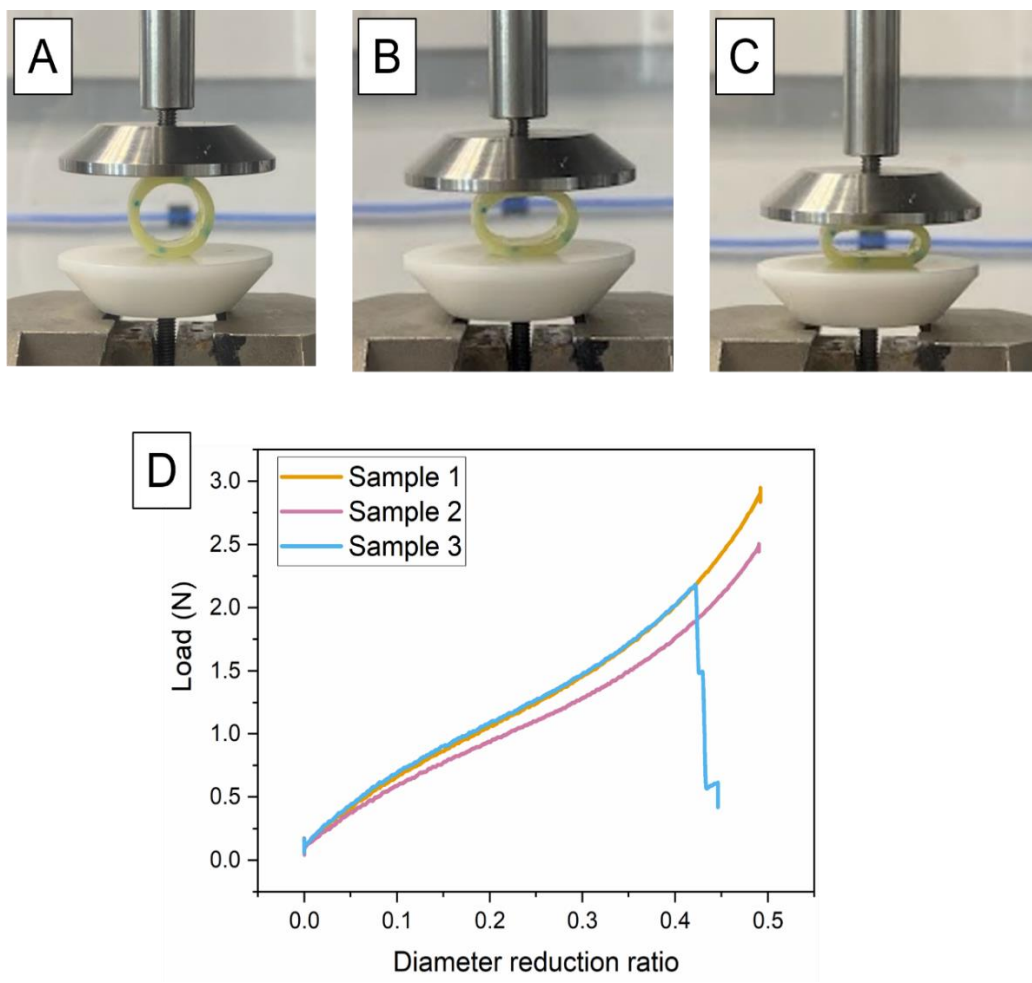 A
B
C
D
Sample 1
Sample 2
Sample 3
3.0
2.5
2.0
1.5
1.0
0.5
0.0
Load (N)
0.0 0.1 0.2 0.3 0.4 0.5
Diameter reduction ratio